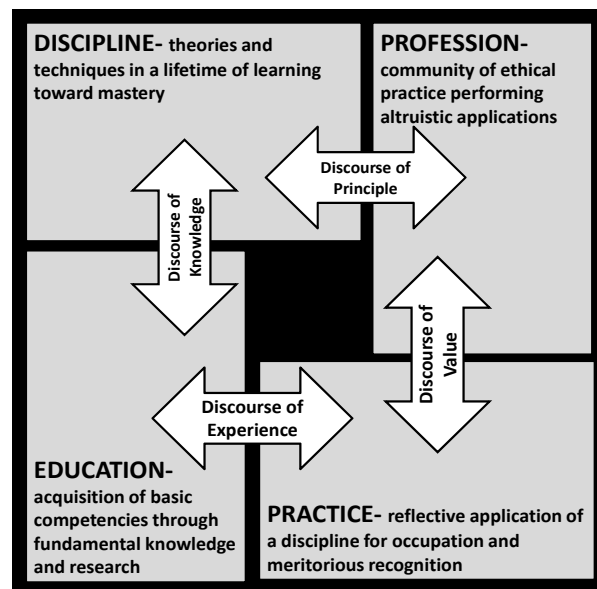 DISCIPLINE- theories and
techniques in a lifetime of learning
toward mastery
PROFESSION-
community of ethical
practice performing
altruistic applications
Discourse of
Principle
Discourse of
Knowledge
Discourse of
Value
Discourse of
Experience
EDUCATION-
acquisition of basic
competencies through
fundamental knowledge
and research
PRACTICE- reflective application of
a discipline for occupation and
meritorious recognition